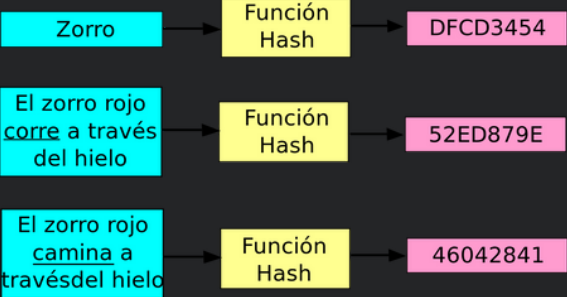 Zorro
Función
Hash
DFCD3454
El zorro rojo
corre a través
del hielo
Función
Hash
52ED879E
El zorro rojo
camina a
travésdel hielo
Función
Hash
46042841